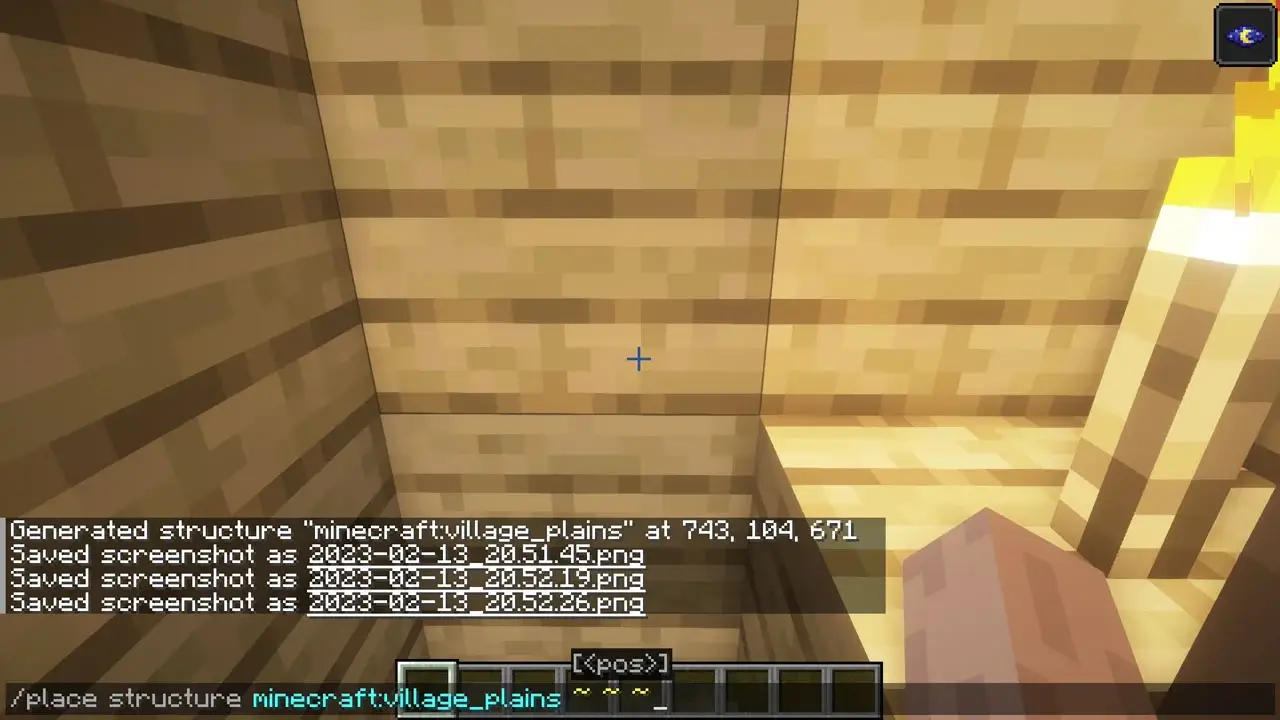 Generated structure "minecraft:village_plains" at 743, 104, 671
Saved screenshot as 2023-02-13_20.51.45.png
Saved screenshot as 2023-02-13_20.52.19.png
Saved screenshot as 2023-02-13_20.52.26.png
[<pos>]
/place structure minecraft:village_plains ~ ~ ~_